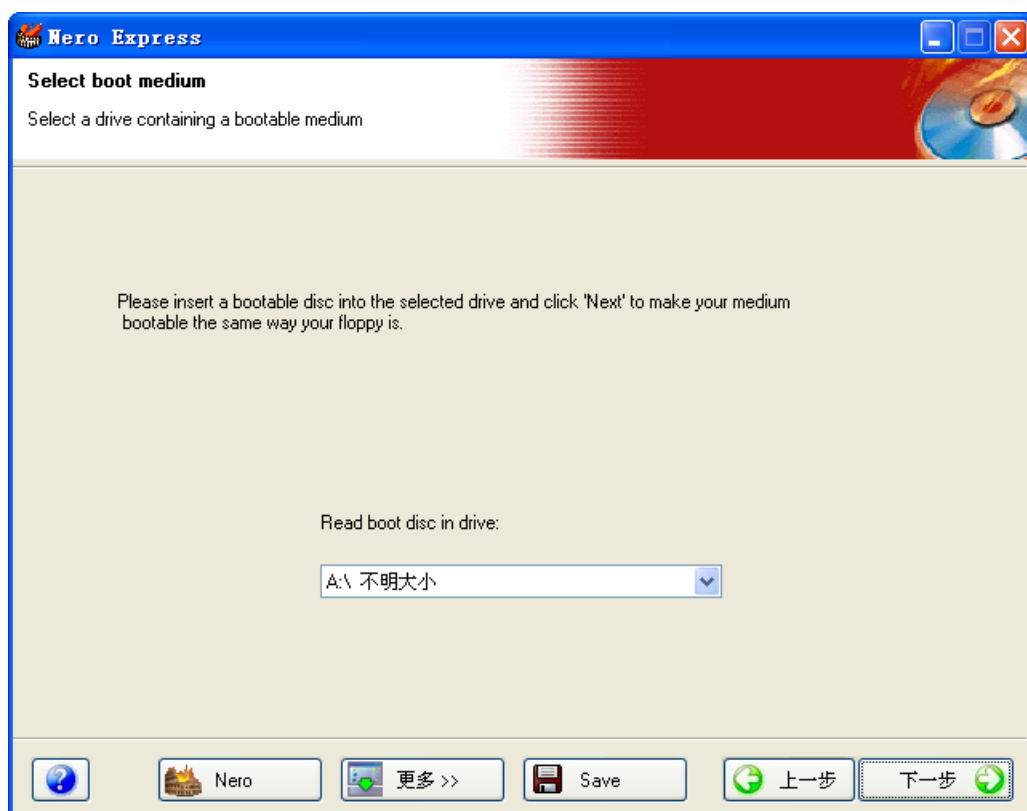 Nero Express
Select boot medium
Select a drive containing a bootable medium
Please insert a bootable disc into the selected drive and click 'Next' to make your medium
bootable the same way your floppy is.
Read boot disc in drive:
A:\ 不明大小
?
Nero
更多 >>
Save
上一步
下一步